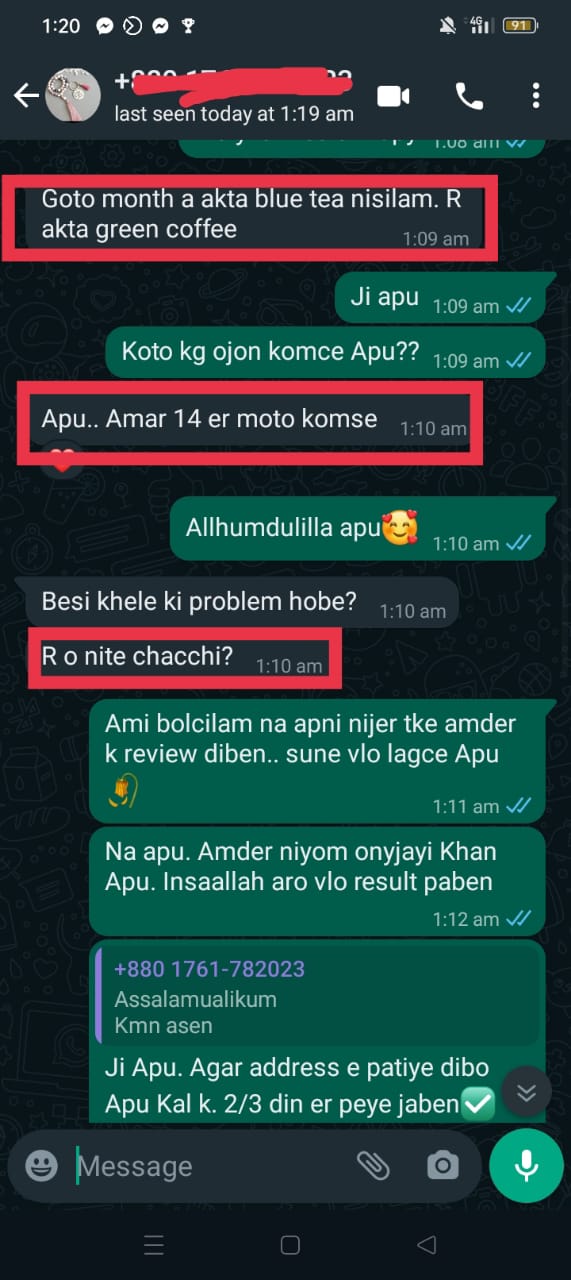 1:20
4G
91
last seen today at 1:19 am
1:08 am
Goto month a akta blue tea nisilam. R
akta green coffee
1:09 am
Ji apu
1:09 am
Koto kg ojon komce Apu??
1:09 am
Apu.. Amar 14 er moto komse
1:10 am
Allhumdulilla apu🥰
1:10 am
Besi khele ki problem hobe?
1:10 am
R o nite chacchi?
1:10 am
Ami bolcilam na apni nijer tke amder
k review diben.. sune vlo lagce Apu
1:11 am
Na apu. Amder niyom onyjayi Khan
Apu. Insaallah aro vlo result paben
1:12 am
+880 1761-782023
Assalamualikum
Kmn asen
Ji Apu. Agar address e patiye dibo
Apu Kal k. 2/3 din er peye jaben✅
Message